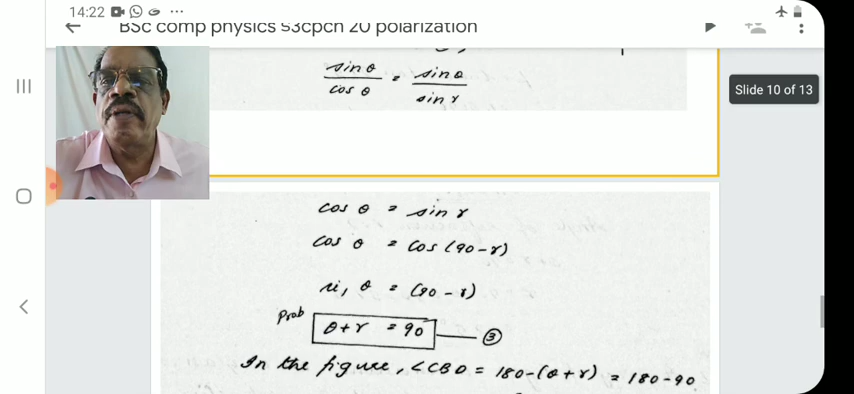 14:22
BSc comp physics s3cpch 20 polarization
sin θ / cos θ = sin θ / sin r
Slide 10 of 13
cos θ = sin r
cos θ = cos (90 - r)
ie, θ = (90 - r)
Prob
θ + r = 90 — ③
In the figure, ∠CBD = 180 - (θ + r) = 180 - 90